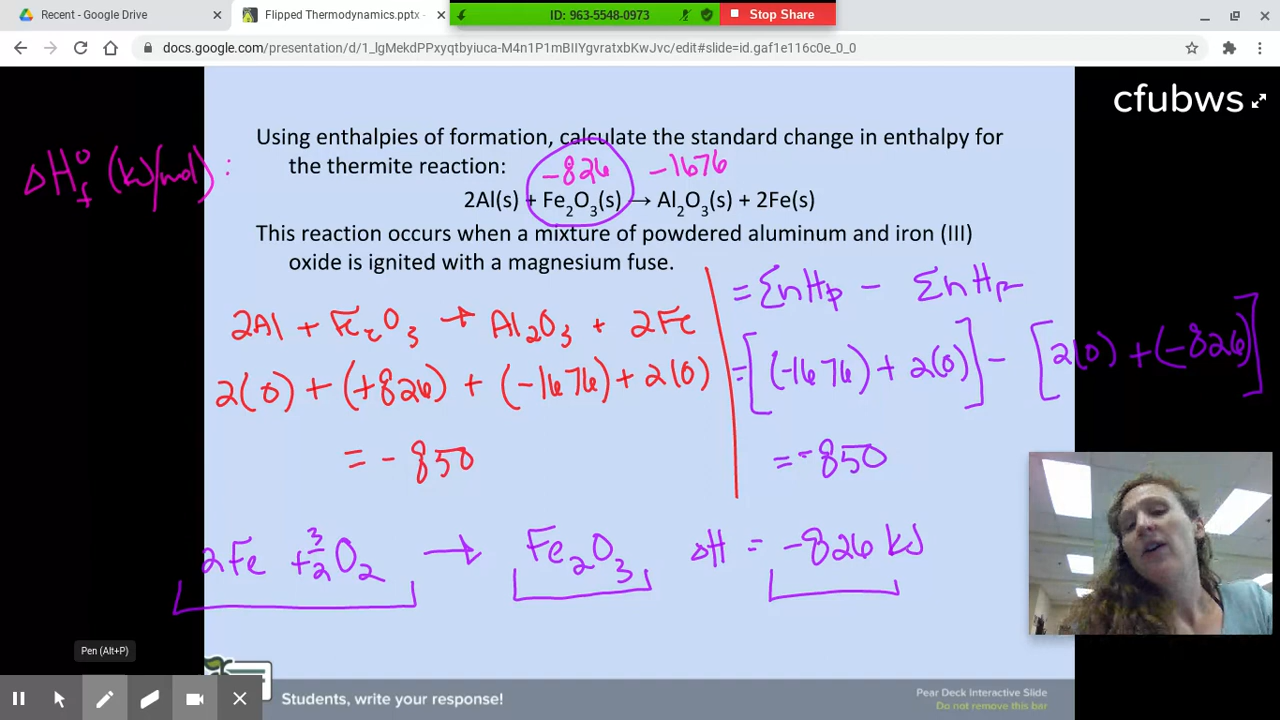 Recent - Google Drive
Flipped Thermodynamics.pptx -
ID: 963-5548-0973
Stop Share
docs.google.com/presentation/d/1_lgMekdPPxyqtbyiuca-M4n1P1mBIIYgvratxbKwJvc/edit#slide=id.gaf1e116c0e_0_0
cfubws
Using enthalpies of formation, calculate the standard change in enthalpy for
the thermite reaction:
ΔH°f (kJ/mol) : -826 -1676
2Al(s) + Fe2O3(s) → Al2O3(s) + 2Fe(s)
This reaction occurs when a mixture of powdered aluminum and iron (III)
oxide is ignited with a magnesium fuse.
2Al + Fe2O3 → Al2O3 + 2Fe
2(0) + (+826) + (-1676) + 2(0)
= -850
= ΣnHp - ΣnHr
= [(-1676) + 2(0)] - [2(0) + (-826)]
= -850
2Fe + 3/2 O2 → Fe2O3 ΔH = -826 kJ
Pen (Alt+P)
Students, write your response!
Pear Deck Interactive Slide
Do not remove this bar